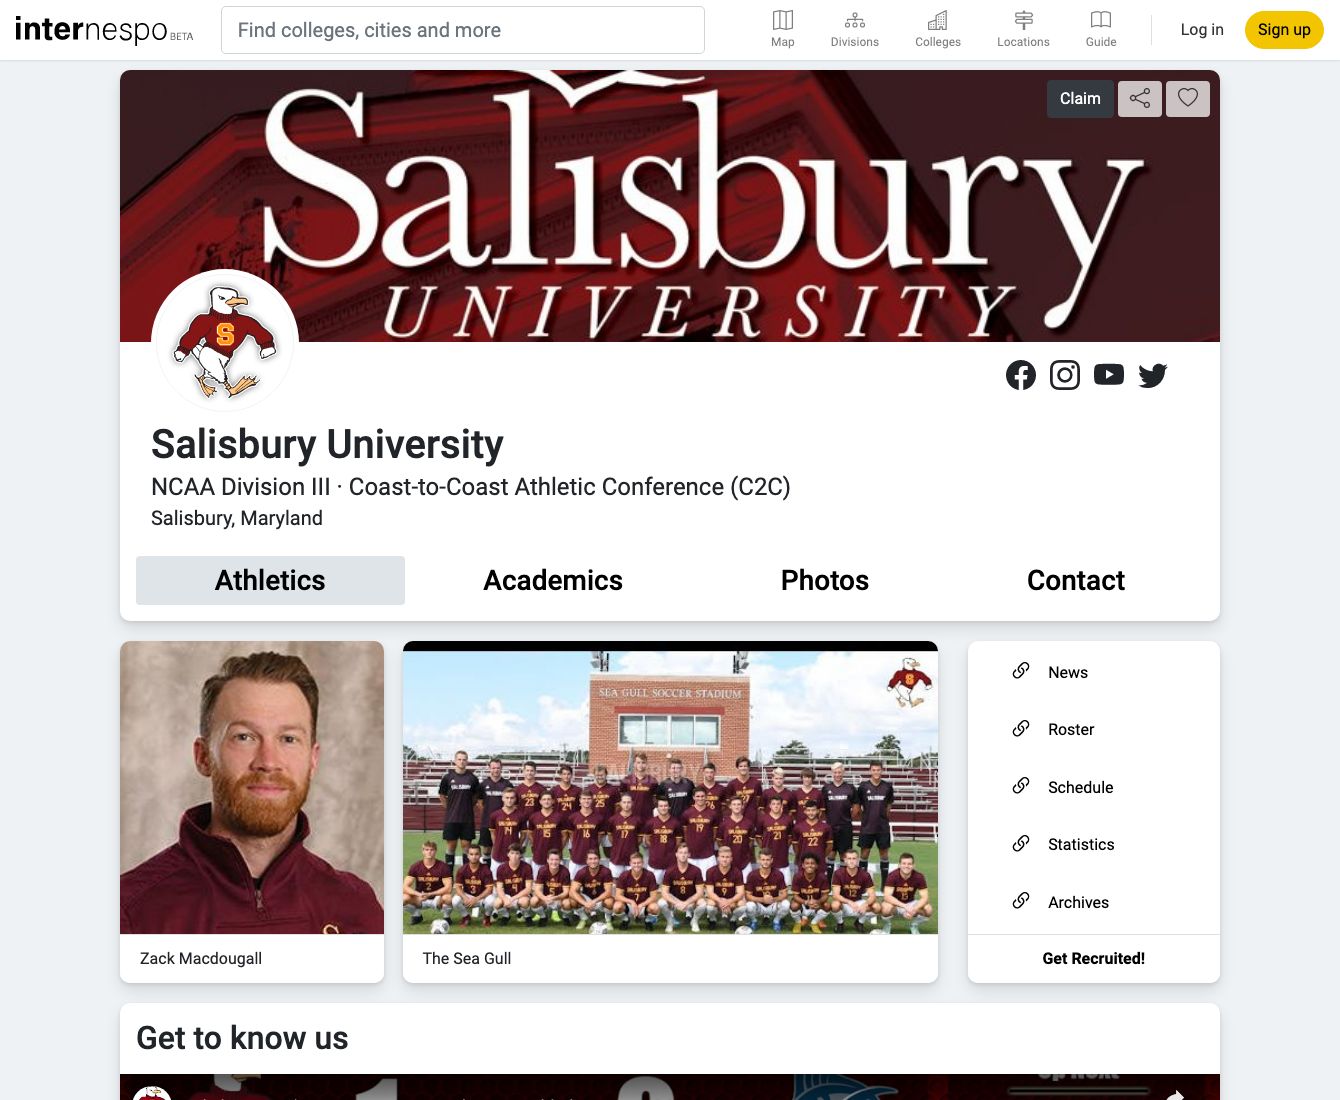 internespo BETA
Find colleges, cities and more
Map
Divisions
Colleges
Locations
Guide
Log in
Sign up
Claim
Salisbury
UNIVERSITY
S
Salisbury University
NCAA Division III · Coast-to-Coast Athletic Conference (C2C)
Salisbury, Maryland
Athletics
Academics
Photos
Contact
SEA GULL SOCCER STADIUM
Zack Macdougall
The Sea Gull
News
Roster
Schedule
Statistics
Archives
Get Recruited!
Get to know us
Up Next